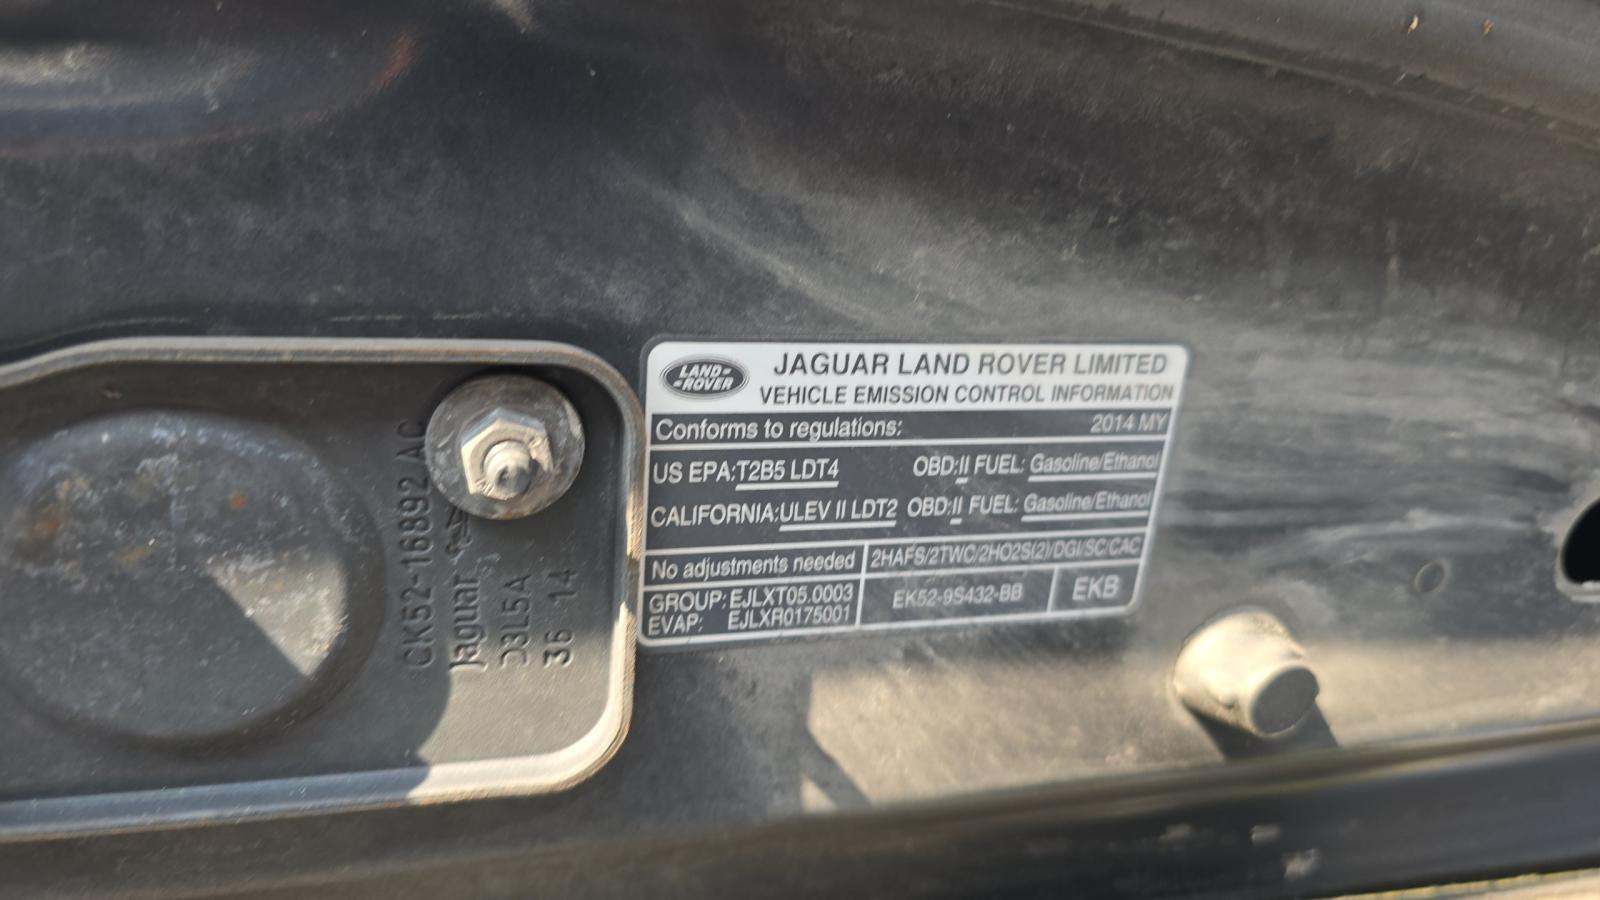 LAND-
-ROVER
JAGUAR LAND ROVER LIMITED
VEHICLE EMISSION CONTROL INFORMATION
Conforms to regulations: 2014 MY
US EPA:T2B5 LDT4 OBD:II FUEL: Gasoline/Ethanol
CALIFORNIA:ULEV II LDT2 OBD:II FUEL: Gasoline/Ethanol
No adjustments needed 2HAFS/2TWC/2HO2S(2)/DGI/SC/CAC
GROUP: EJLXT05.0003
EVAP: EJLXR0175001
EK52-9S432-BB
EKB
CK52-16892 AC
Jaguar
D3L5A
36 14